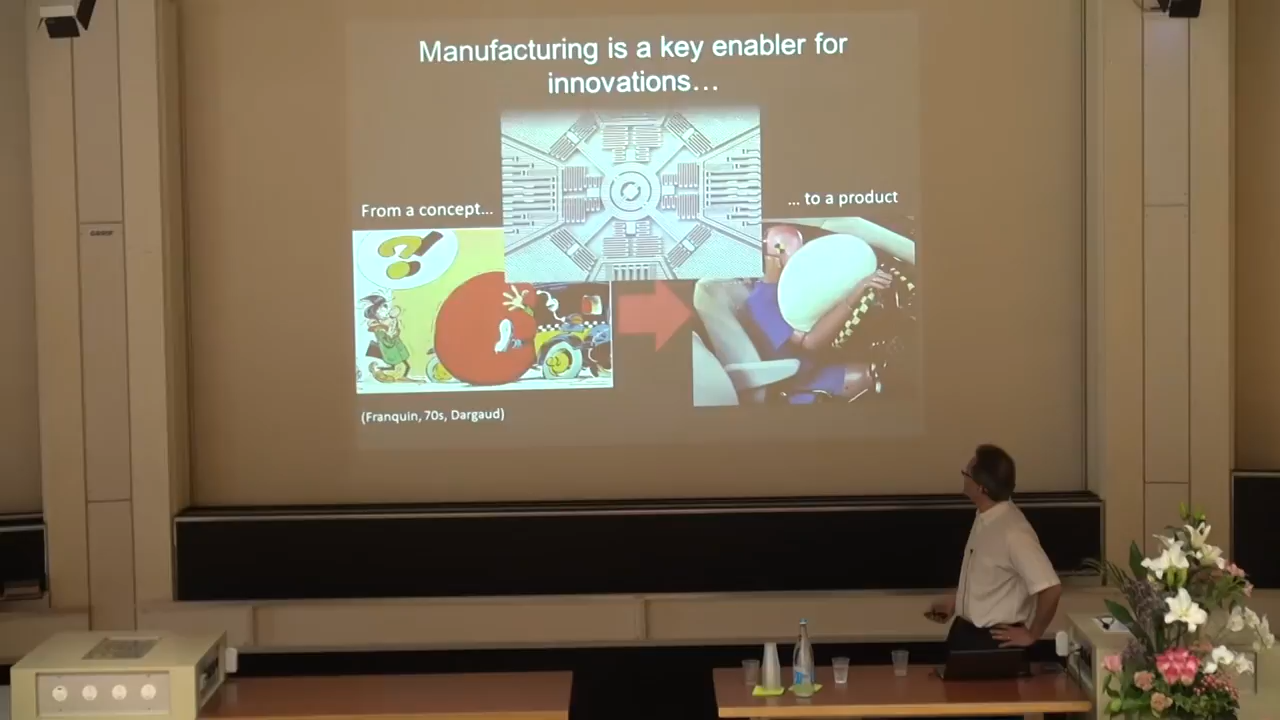 Manufacturing is a key enabler for
innovations...
From a concept...
... to a product
?!
(Franquin, 70s, Dargaud)